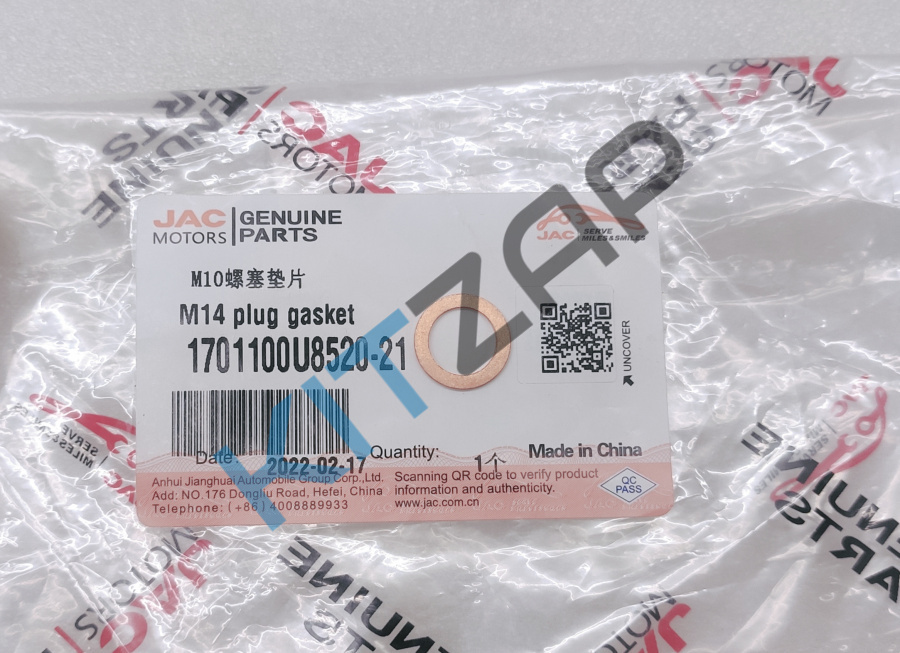 JAC MOTORS
GENUINE PARTS
JAC
SERVE MILES&SMILES
M10螺塞垫片
M14 plug gasket
1701100U8520-21
UNCOVER
Date:
2022-02-17
Quantity:
1个
Made in China
Anhui Jianghuai Automobile Group Corp.,Ltd.
Add: NO.176 Dongliu Road, Hefei, China
Telephone: (+86)4008889933
Scanning QR code to verify product
information and authenticity.
www.jac.com.cn
QC
PASS
KITZAP
JAC
MOTORS
GENUINE
PARTS